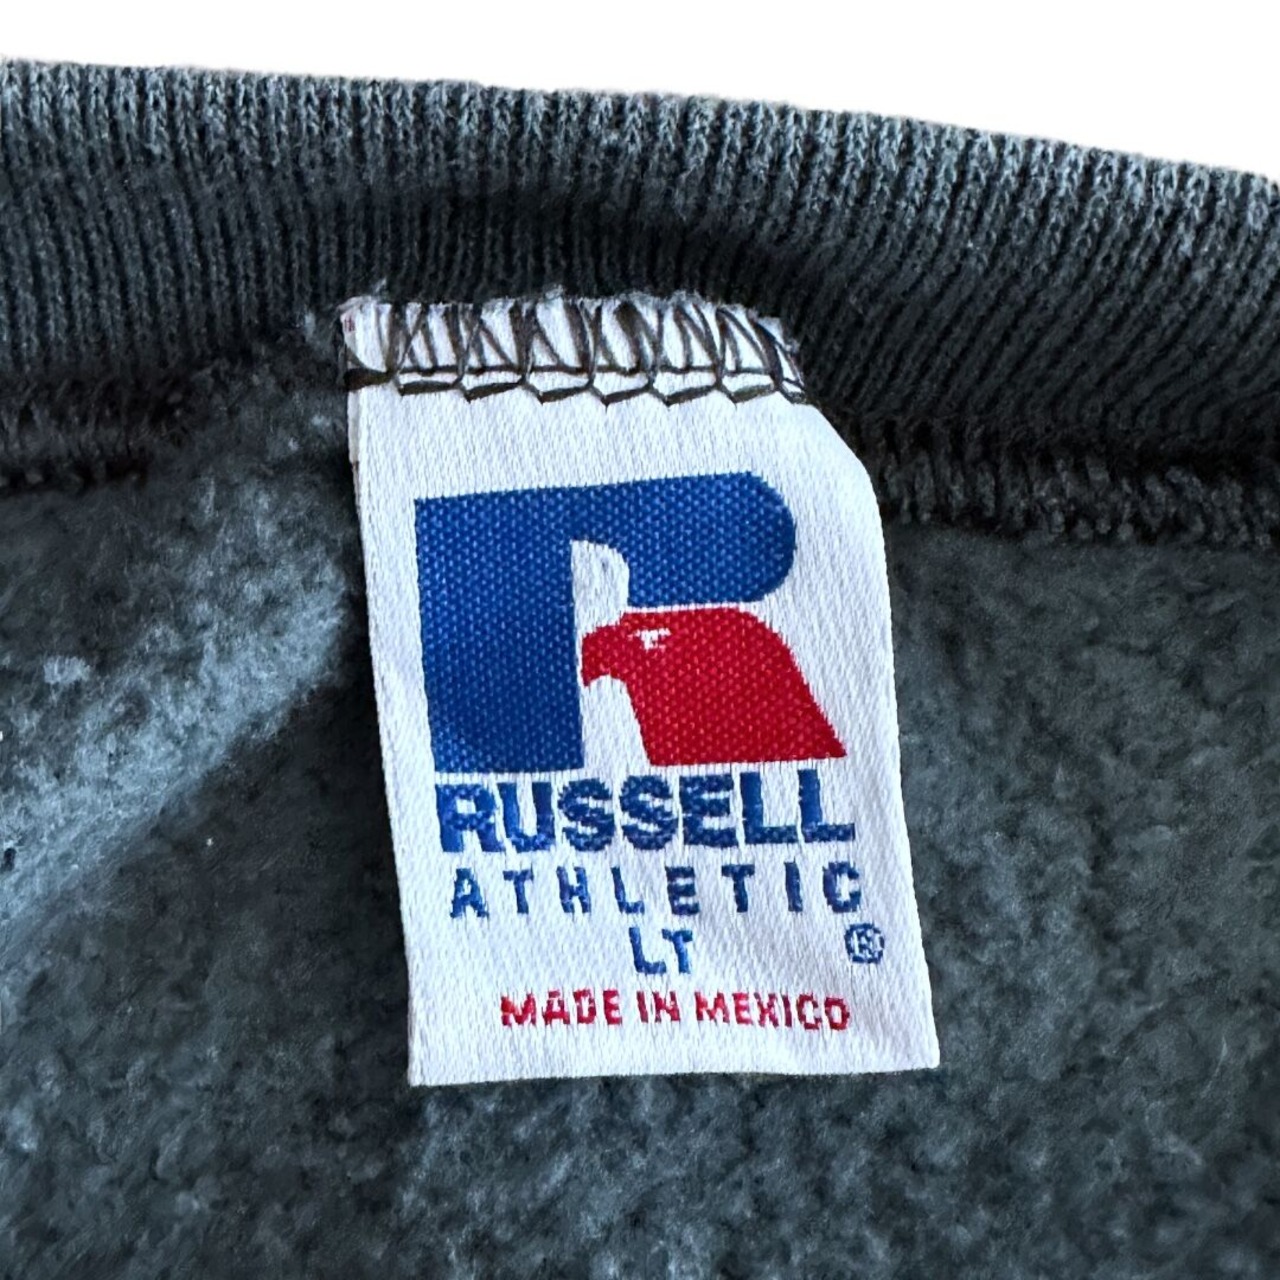 R
RUSSELL
ATHLETIC
LT ®
MADE IN MEXICO